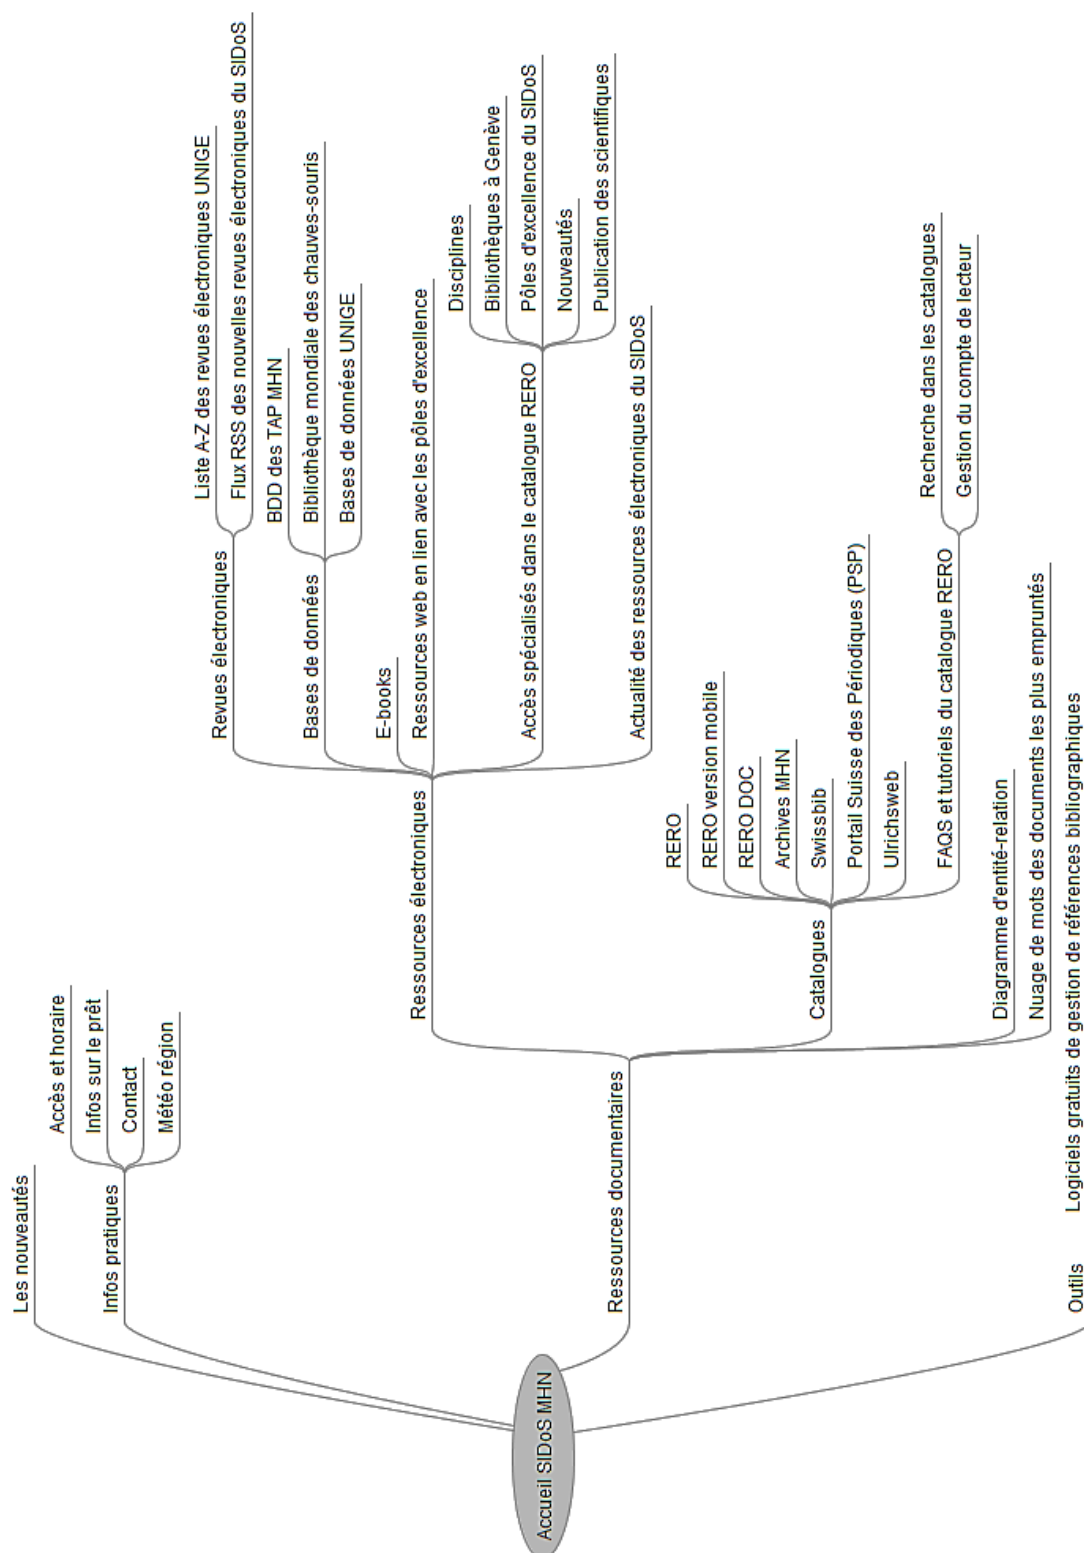 Accueil SIDoS MHN
Les nouveautés
Infos pratiques
Accès et horaire
Infos sur le prêt
Contact
Météo région
Ressources documentaires
Ressources électroniques
Revues électroniques
Liste A-Z des revues électroniques UNIGE
Flux RSS des nouvelles revues électroniques du SIDoS
Bases de données
BDD des TAP MHN
Bibliothèque mondiale des chauves-souris
Bases de données UNIGE
E-books
Ressources web en lien avec les pôles d'excellence
Accès spécialisés dans le catalogue RERO
Disciplines
Bibliothèques à Genève
Pôles d'excellence du SIDoS
Nouveautés
Publication des scientifiques
Actualité des ressources électroniques du SIDoS
Catalogues
RERO
RERO version mobile
RERO DOC
Archives MHN
Swissbib
Portail Suisse des Périodiques (PSP)
Ulrichsweb
FAQS et tutoriels du catalogue RERO
Recherche dans les catalogues
Gestion du compte de lecteur
Diagramme d'entité-relation
Nuage de mots des documents les plus empruntés
Outils
Logiciels gratuits de gestion de références bibliographiques